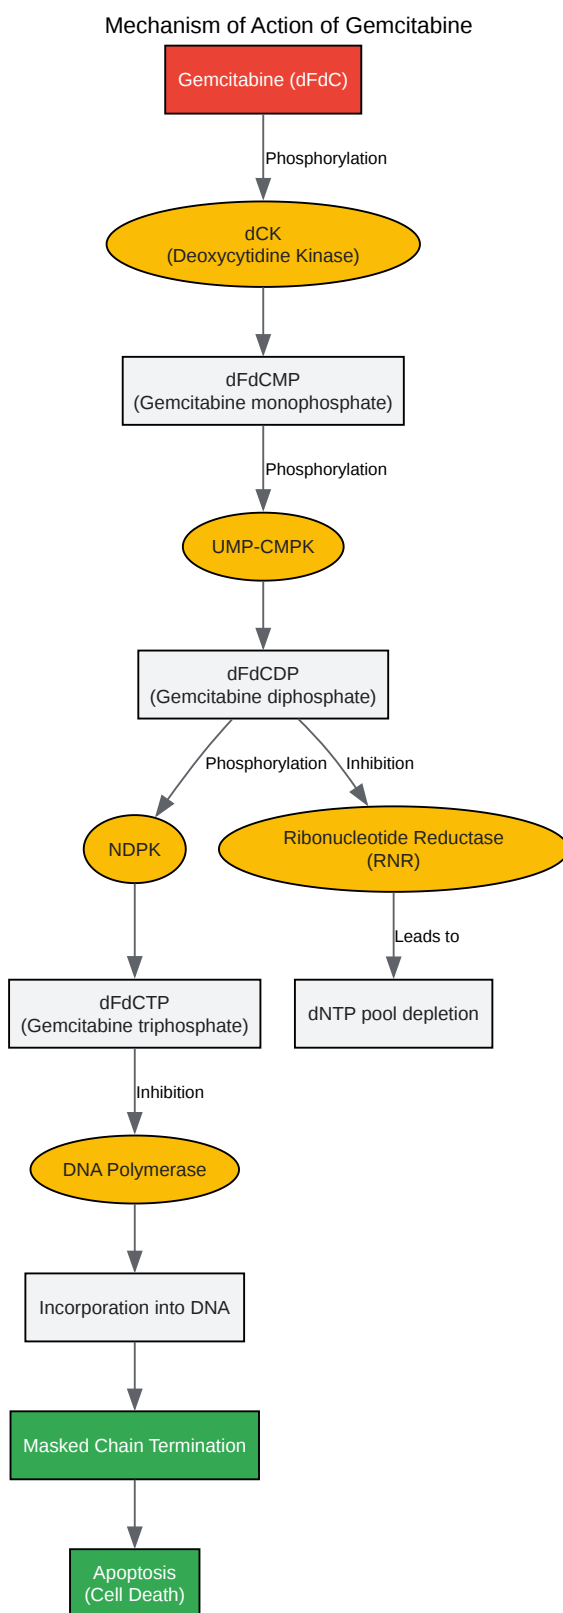 Mechanism of Action of Gemcitabine
Gemcitabine (dFdC)
Phosphorylation
dCK
(Deoxycytidine Kinase)
dFdCMP
(Gemcitabine monophosphate)
Phosphorylation
UMP-CMPK
dFdCDP
(Gemcitabine diphosphate)
Phosphorylation
Inhibition
NDPK
Ribonucleotide Reductase
(RNR)
Leads to
dFdCTP
(Gemcitabine triphosphate)
dNTP pool depletion
Inhibition
DNA Polymerase
Incorporation into DNA
Masked Chain Termination
Apoptosis
(Cell Death)